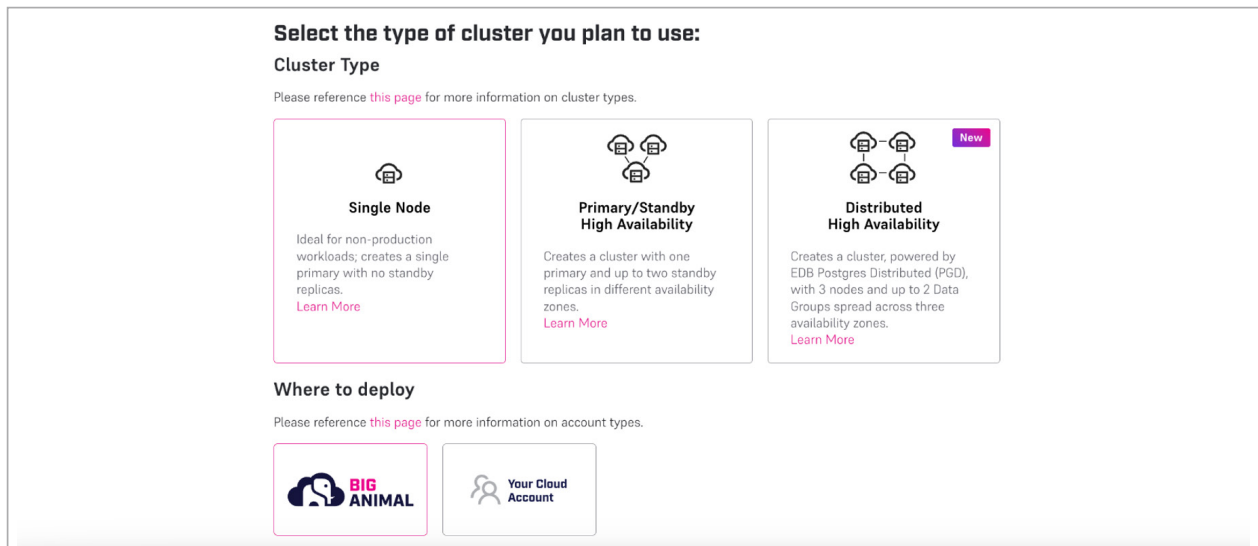 Select the type of cluster you plan to use:
Cluster Type
Please reference this page for more information on cluster types.
Single Node
Ideal for non-production
workloads; creates a single
primary with no standby
replicas.
Learn More
Primary/Standby
High Availability
Creates a cluster with one
primary and up to two standby
replicas in different availability
zones.
Learn More
New
Distributed
High Availability
Creates a cluster, powered by
EDB Postgres Distributed (PGD),
with 3 nodes and up to 2 Data
Groups spread across three
availability zones.
Learn More
Where to deploy
Please reference this page for more information on account types.
BIG
ANIMAL
Your Cloud
Account